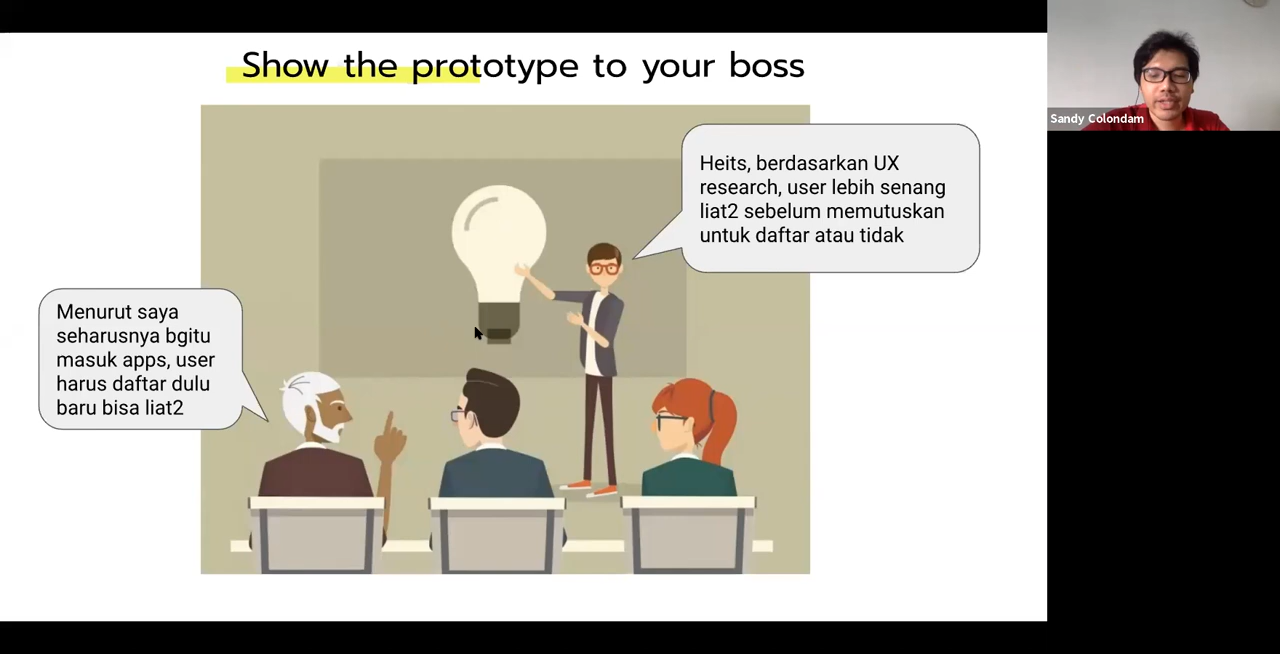 Show the prototype to your boss
Heits, berdasarkan UX
research, user lebih senang
liat2 sebelum memutuskan
untuk daftar atau tidak
Menurut saya
seharusnya bgitu
masuk apps, user
harus daftar dulu
baru bisa liat2
Sandy Colondam